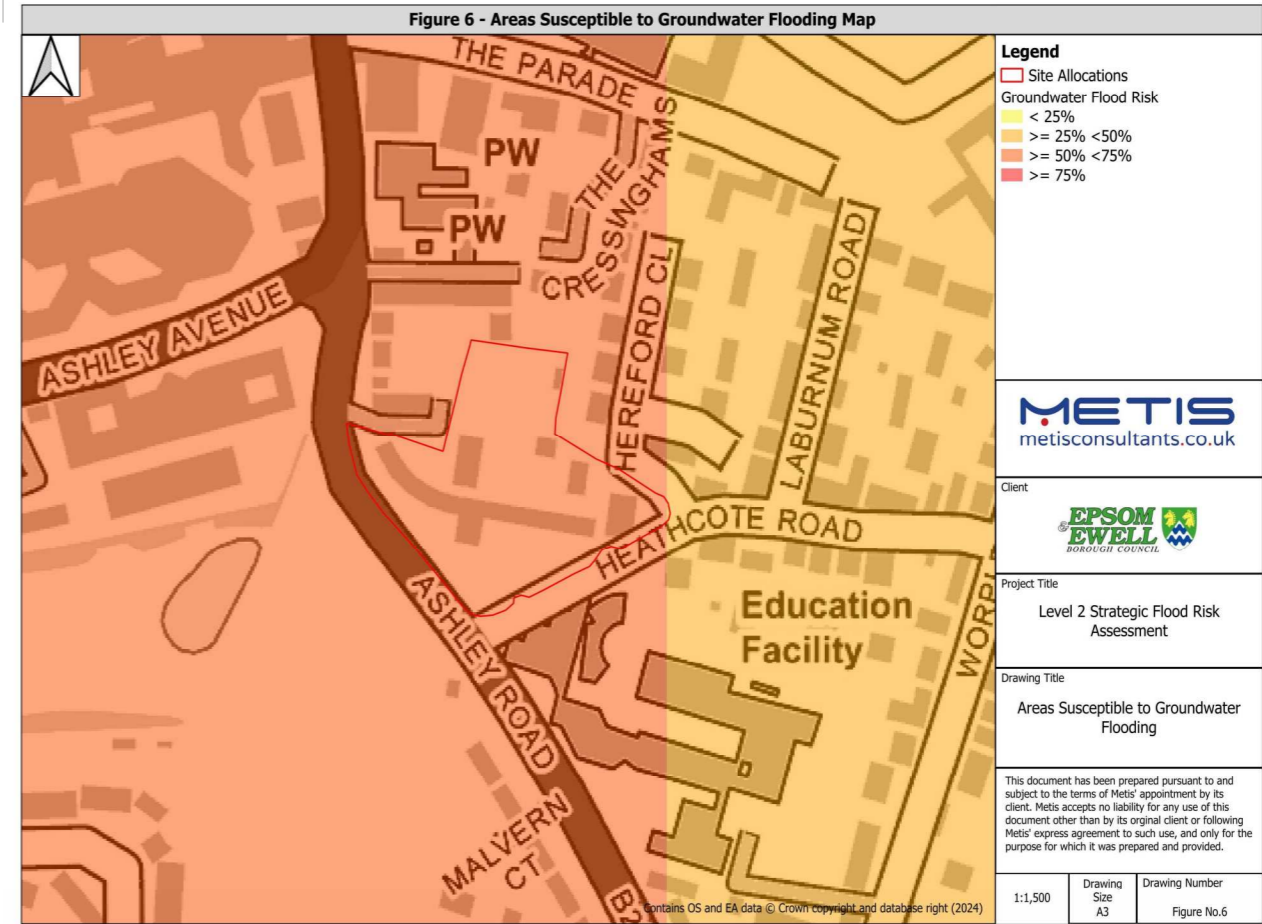 Figure 6 - Areas Susceptible to Groundwater Flooding Map
THE PARADE
PW
PW
THE
CRESSINGHAMS
ASHLEY AVENUE
HEREFORD CL
LABURNUM ROAD
HEATHCOTE ROAD
ASHLEY ROAD
Education
Facility
MALVERN
CT
B2
Contains OS and EA data © Crown copyright and database right (2024)
Legend
Site Allocations
Groundwater Flood Risk
< 25%
>= 25% <50%
>= 50% <75%
>= 75%
METIS
metisconsultants.co.uk
Client
EPSOM
& EWELL
BOROUGH COUNCIL
Project Title
Level 2 Strategic Flood Risk
Assessment
Drawing Title
Areas Susceptible to Groundwater
Flooding
This document has been prepared pursuant to and
subject to the terms of Metis' appointment by its
client. Metis accepts no liability for any use of this
document other than by its orginal client or following
Metis' express agreement to such use, and only for the
purpose for which it was prepared and provided.
1:1,500
Drawing
Size
A3
Drawing Number
Figure No.6